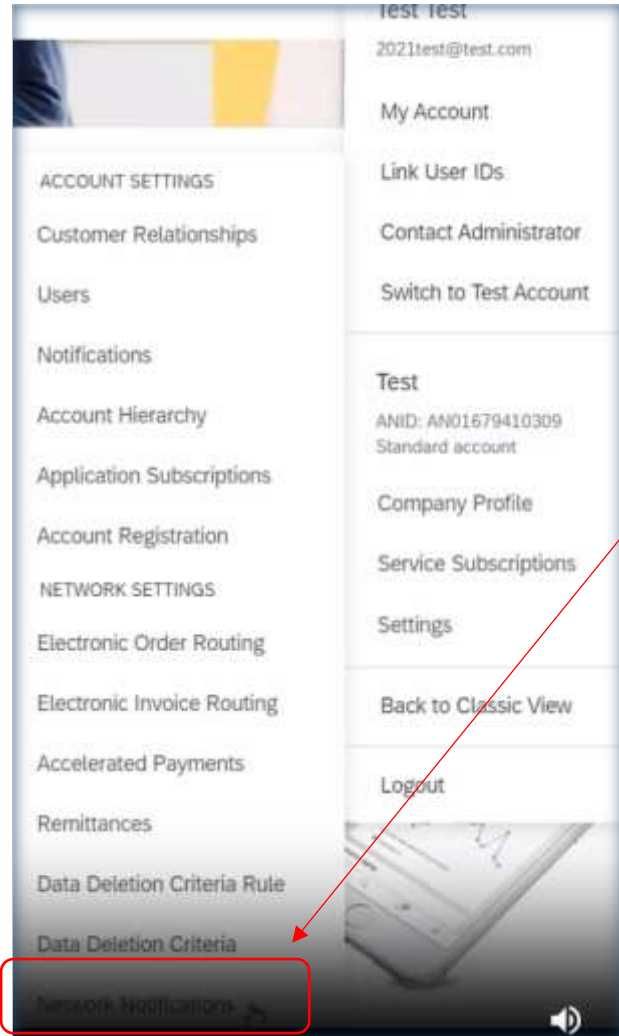 ACCOUNT SETTINGS
Customer Relationships
Users
Notifications
Account Hierarchy
Application Subscriptions
Account Registration
NETWORK SETTINGS
Electronic Order Routing
Electronic Invoice Routing
Accelerated Payments
Remittances
Data Deletion Criteria Rule
Data Deletion Criteria
Network Notifications
Test Test
2021test@test.com
My Account
Link User IDs
Contact Administrator
Switch to Test Account
Test
ANID: AN01679410309
Standard account
Company Profile
Service Subscriptions
Settings
Back to Classic View
Logout